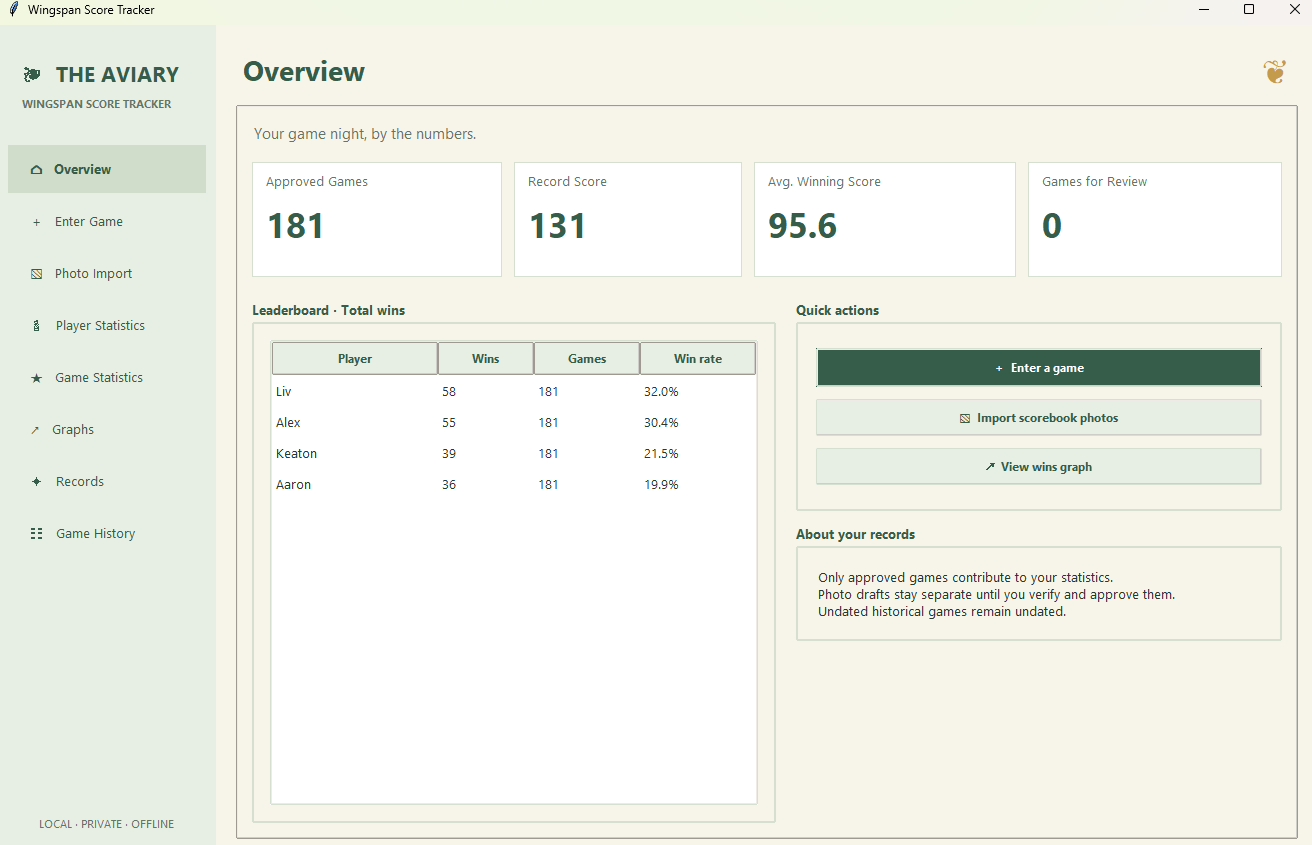 Wingspan Score Tracker
THE AVIARY
WINGSPAN SCORE TRACKER
Overview
Enter Game
Photo Import
Player Statistics
Game Statistics
Graphs
Records
Game History
LOCAL · PRIVATE · OFFLINE
Overview
Your game night, by the numbers.
Approved Games
181
Record Score
131
Avg. Winning Score
95.6
Games for Review
0
Leaderboard · Total wins
Player Wins Games Win rate
Liv 58 181 32.0%
Alex 55 181 30.4%
Keaton 39 181 21.5%
Aaron 36 181 19.9%
Quick actions
+ Enter a game
Import scorebook photos
View wins graph
About your records
Only approved games contribute to your statistics.
Photo drafts stay separate until you verify and approve them.
Undated historical games remain undated.